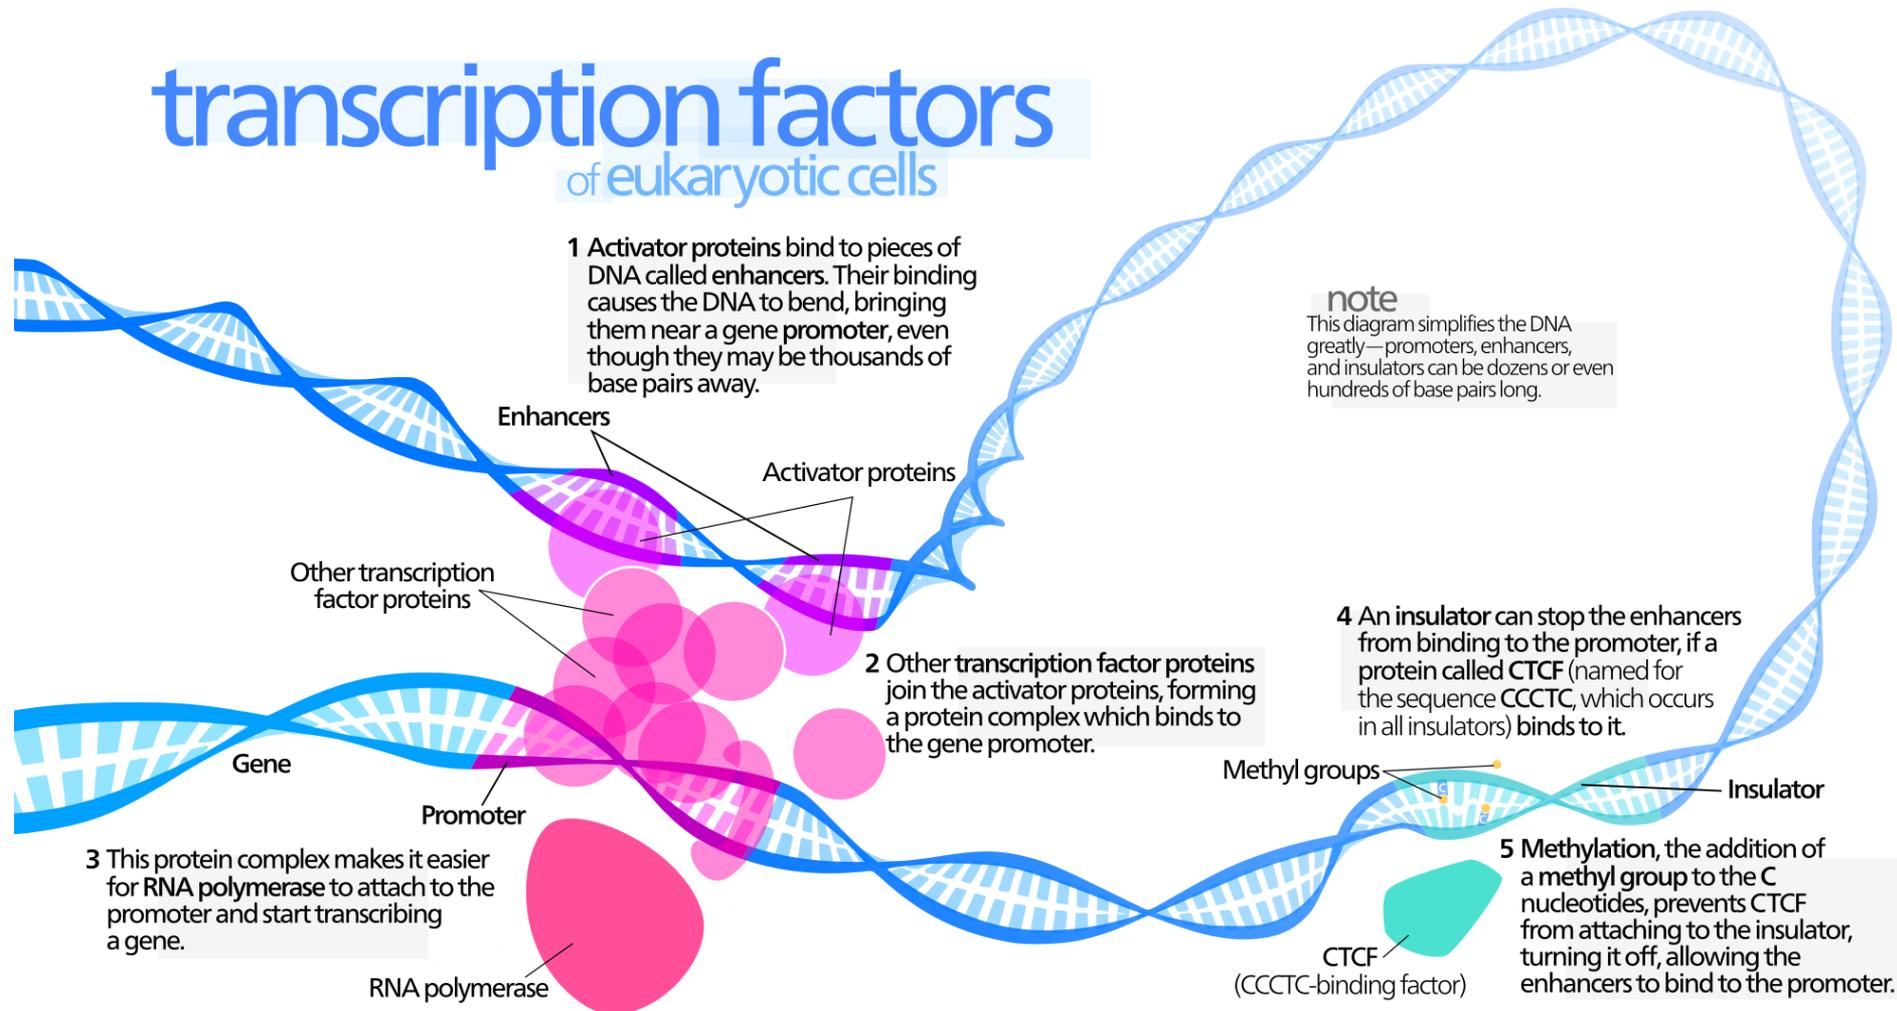 transcription factors
of eukaryotic cells
1 Activator proteins bind to pieces of
DNA called enhancers. Their binding
causes the DNA to bend, bringing
them near a gene promoter, even
though they may be thousands of
base pairs away.
note
This diagram simplifies the DNA
greatly—promoters, enhancers,
and insulators can be dozens or even
hundreds of base pairs long.
Enhancers
Activator proteins
Other transcription
factor proteins
2 Other transcription factor proteins
join the activator proteins, forming
a protein complex which binds to
the gene promoter.
4 An insulator can stop the enhancers
from binding to the promoter, if a
protein called CTCF (named for
the sequence CCCTC, which occurs
in all insulators) binds to it.
Gene
Methyl groups
C
C
Insulator
Promoter
3 This protein complex makes it easier
for RNA polymerase to attach to the
promoter and start transcribing
a gene.
RNA polymerase
5 Methylation, the addition of
a methyl group to the C
nucleotides, prevents CTCF
from attaching to the insulator,
turning it off, allowing the
enhancers to bind to the promoter.
CTCF
(CCCTC-binding factor)